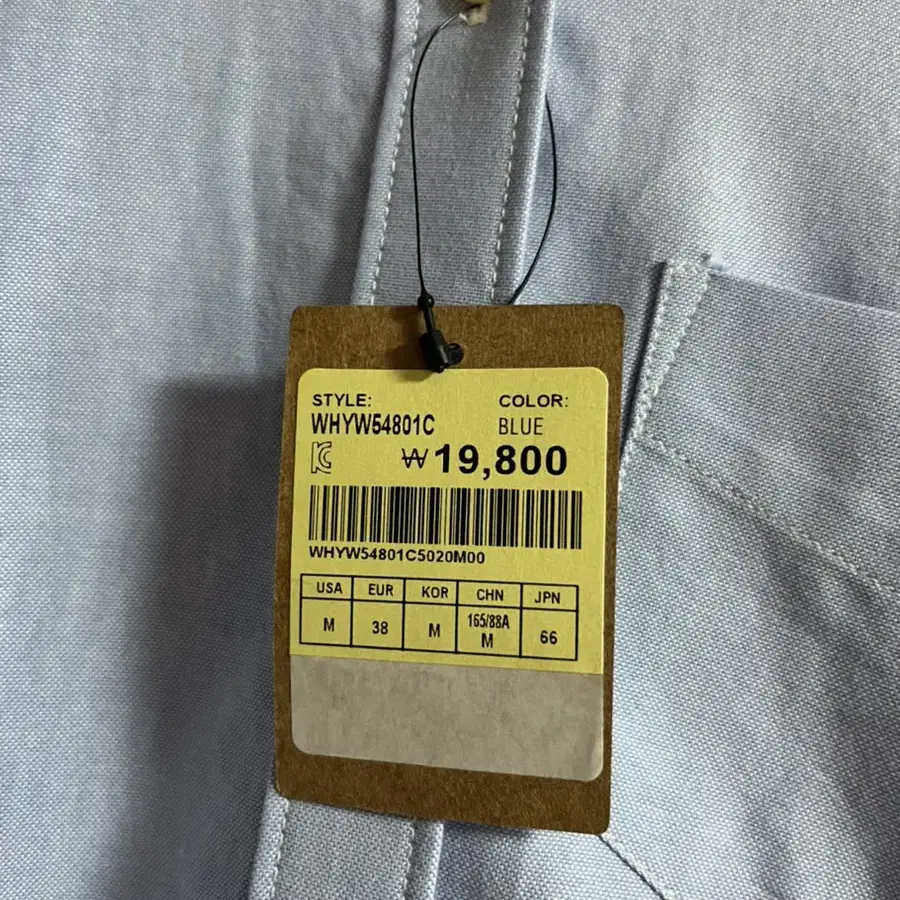 STYLE: COLOR:
WHYW54801C BLUE
KC ₩19,800
WHYW54801C5020M00
USA EUR KOR CHN JPN
M 38 M 165/88A M 66